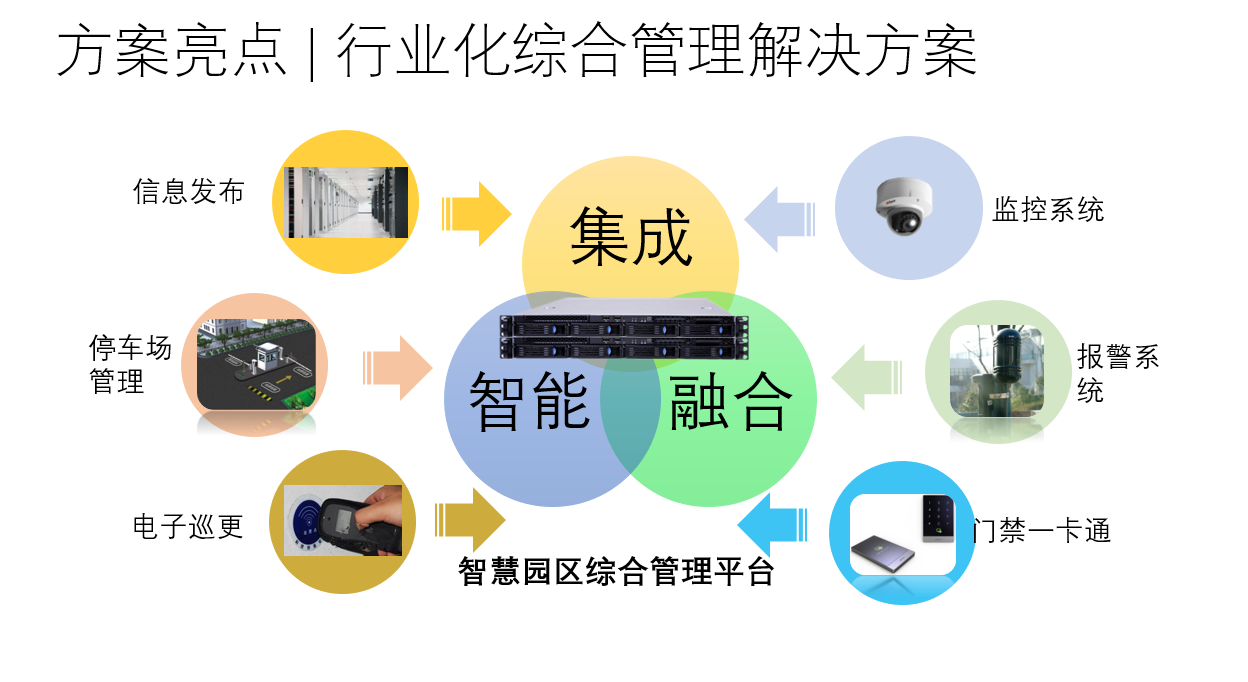 方案亮点 | 行业化综合管理解决方案
信息发布
集成
监控系统
停车场
管理
报警系
统
智能
融合
电子巡更
门禁一卡通
智慧园区综合管理平台